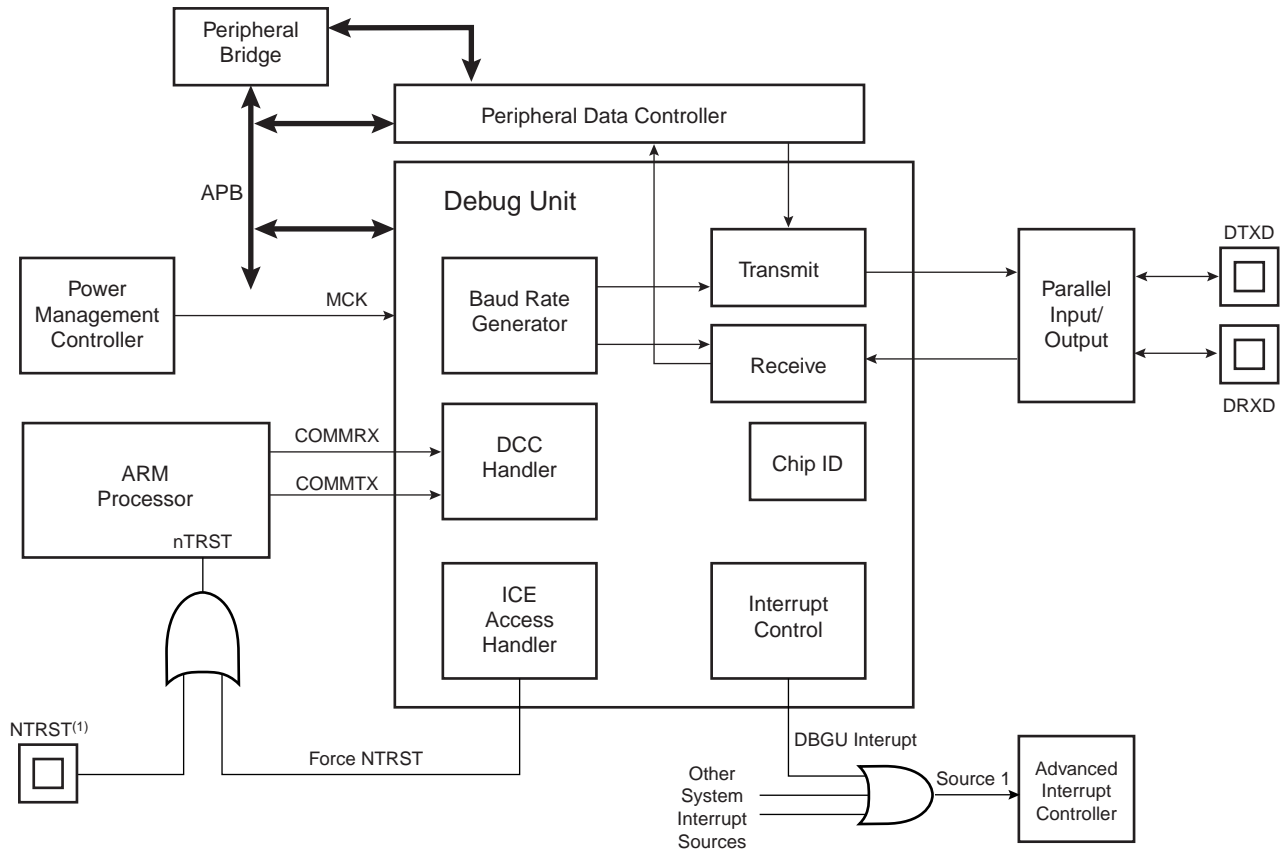 Peripheral
Bridge
Peripheral Data Controller
APB
Debug Unit
DTXD
Power
Management
Controller
MCK
Baud Rate
Generator
Transmit
Parallel
Input/
Output
Receive
DRXD
ARM
Processor
nTRST
COMMRX
COMMTX
DCC
Handler
Chip ID
ICE
Access
Handler
Interrupt
Control
NTRST(1)
Force NTRST
DBGU Interupt
Other
System
Interrupt
Sources
Source 1
Advanced
Interrupt
Controller